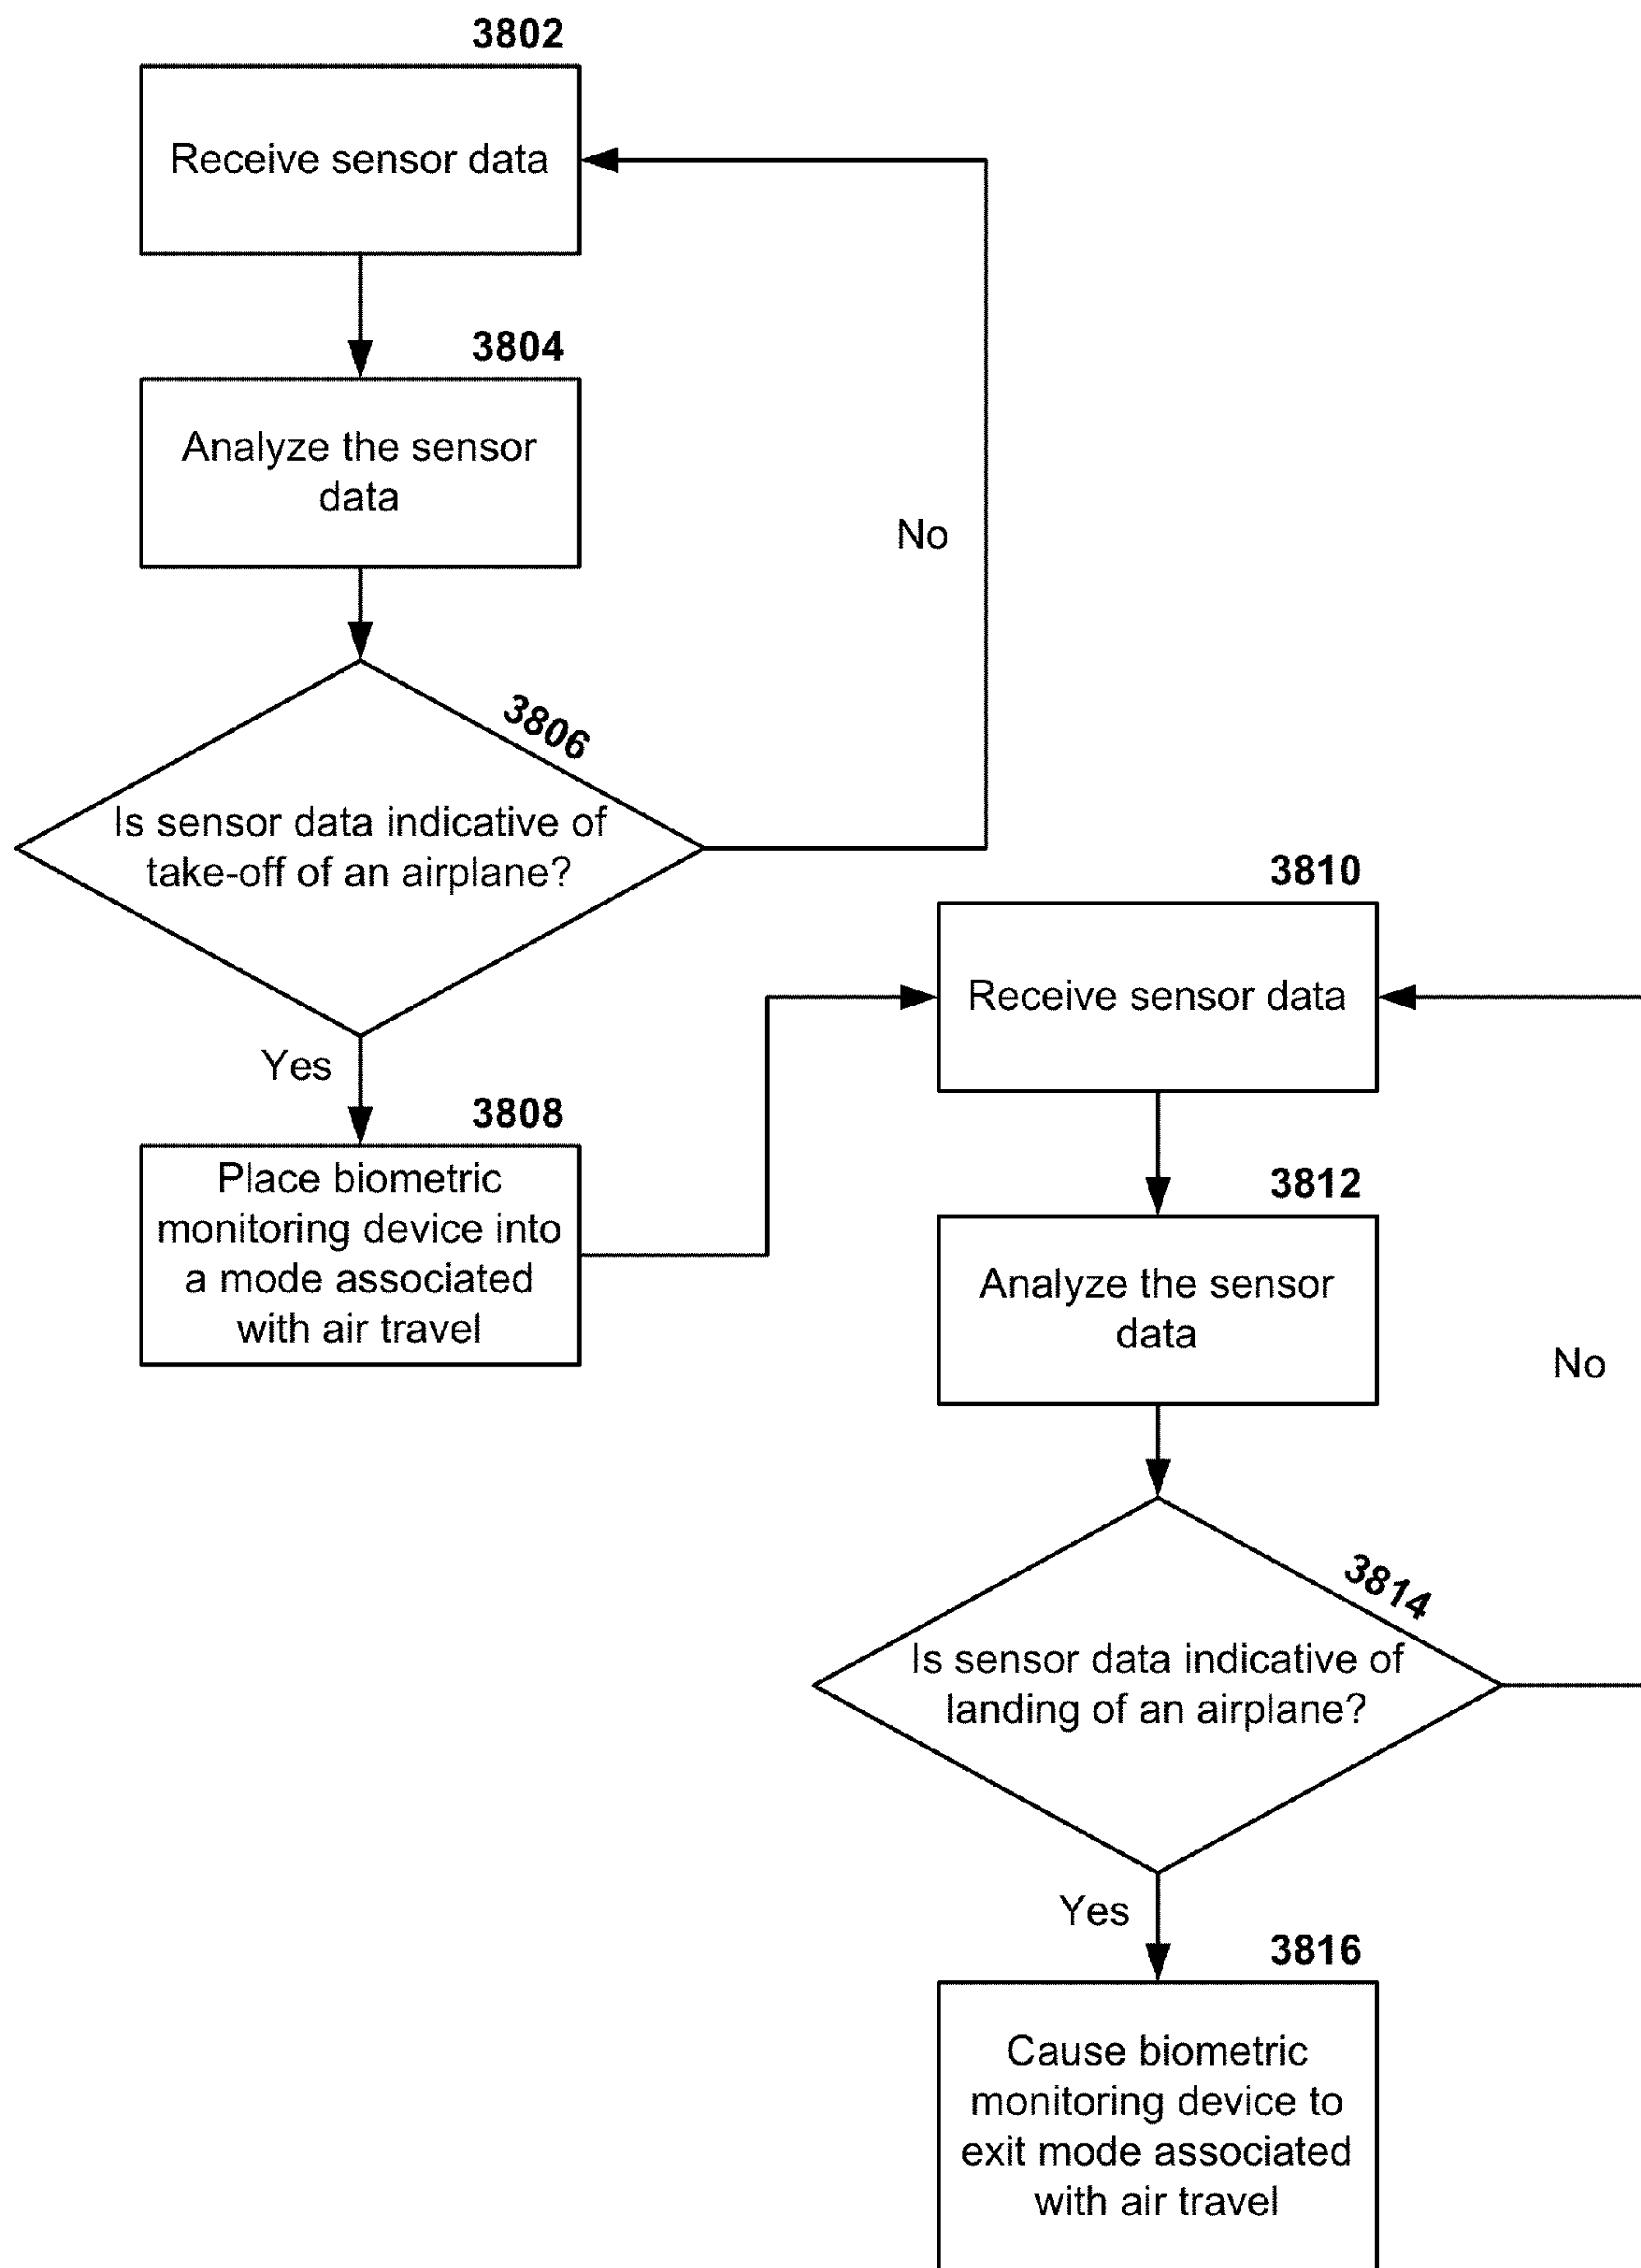 3802
Receive sensor data
3804
Analyze the sensor
data
No
3806
Is sensor data indicative of
take-off of an airplane?
Yes
3808
Place biometric
monitoring device into
a mode associated
with air travel
3810
Receive sensor data
3812
Analyze the sensor
data
No
3814
Is sensor data indicative of
landing of an airplane?
Yes
3816
Cause biometric
monitoring device to
exit mode associated
with air travel